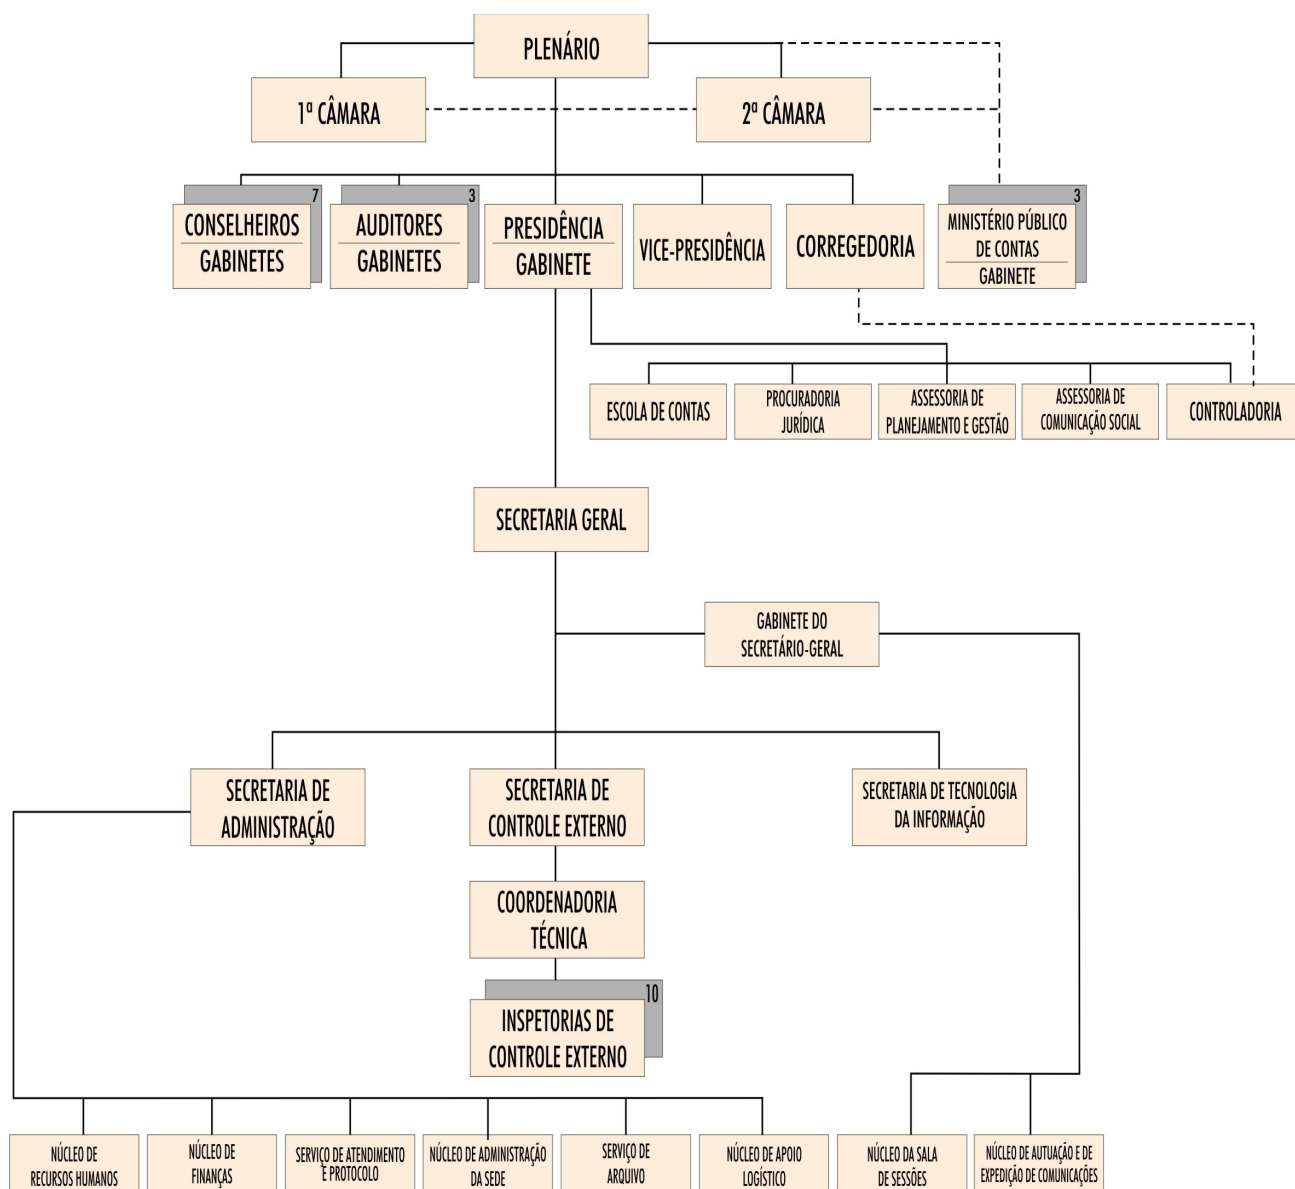 PLENÁRIO
1ª CÂMARA
2ª CÂMARA
7
CONSELHEIROS
GABINETES
3
AUDITORES
GABINETES
PRESIDÊNCIA
GABINETE
VICE-PRESIDÊNCIA
CORREGEDORIA
3
MINISTÉRIO PÚBLICO
DE CONTAS
GABINETE
ESCOLA DE CONTAS
PROCURADORIA
JURÍDICA
ASSESSORIA DE
PLANEJAMENTO E GESTÃO
ASSESSORIA DE
COMUNICAÇÃO SOCIAL
CONTROLADORIA
SECRETARIA GERAL
GABINETE DO
SECRETÁRIO-GERAL
SECRETARIA DE
ADMINISTRAÇÃO
SECRETARIA DE
CONTROLE EXTERNO
SECRETARIA DE TECNOLOGIA
DA INFORMAÇÃO
COORDENADORIA
TÉCNICA
10
INSPETORIAS DE
CONTROLE EXTERNO
NÚCLEO DE
RECURSOS HUMANOS
NÚCLEO DE
FINANÇAS
SERVIÇO DE ATENDIMENTO
E PROTOCOLO
NÚCLEO DE ADMINISTRAÇÃO
DA SEDE
SERVIÇO DE
ARQUIVO
NÚCLEO DE APOIO
LOGÍSTICO
NÚCLEO DA SALA
DE SESSÕES
NÚCLEO DE AUTUAÇÃO E DE
EXPEDIÇÃO DE COMUNICAÇÕES